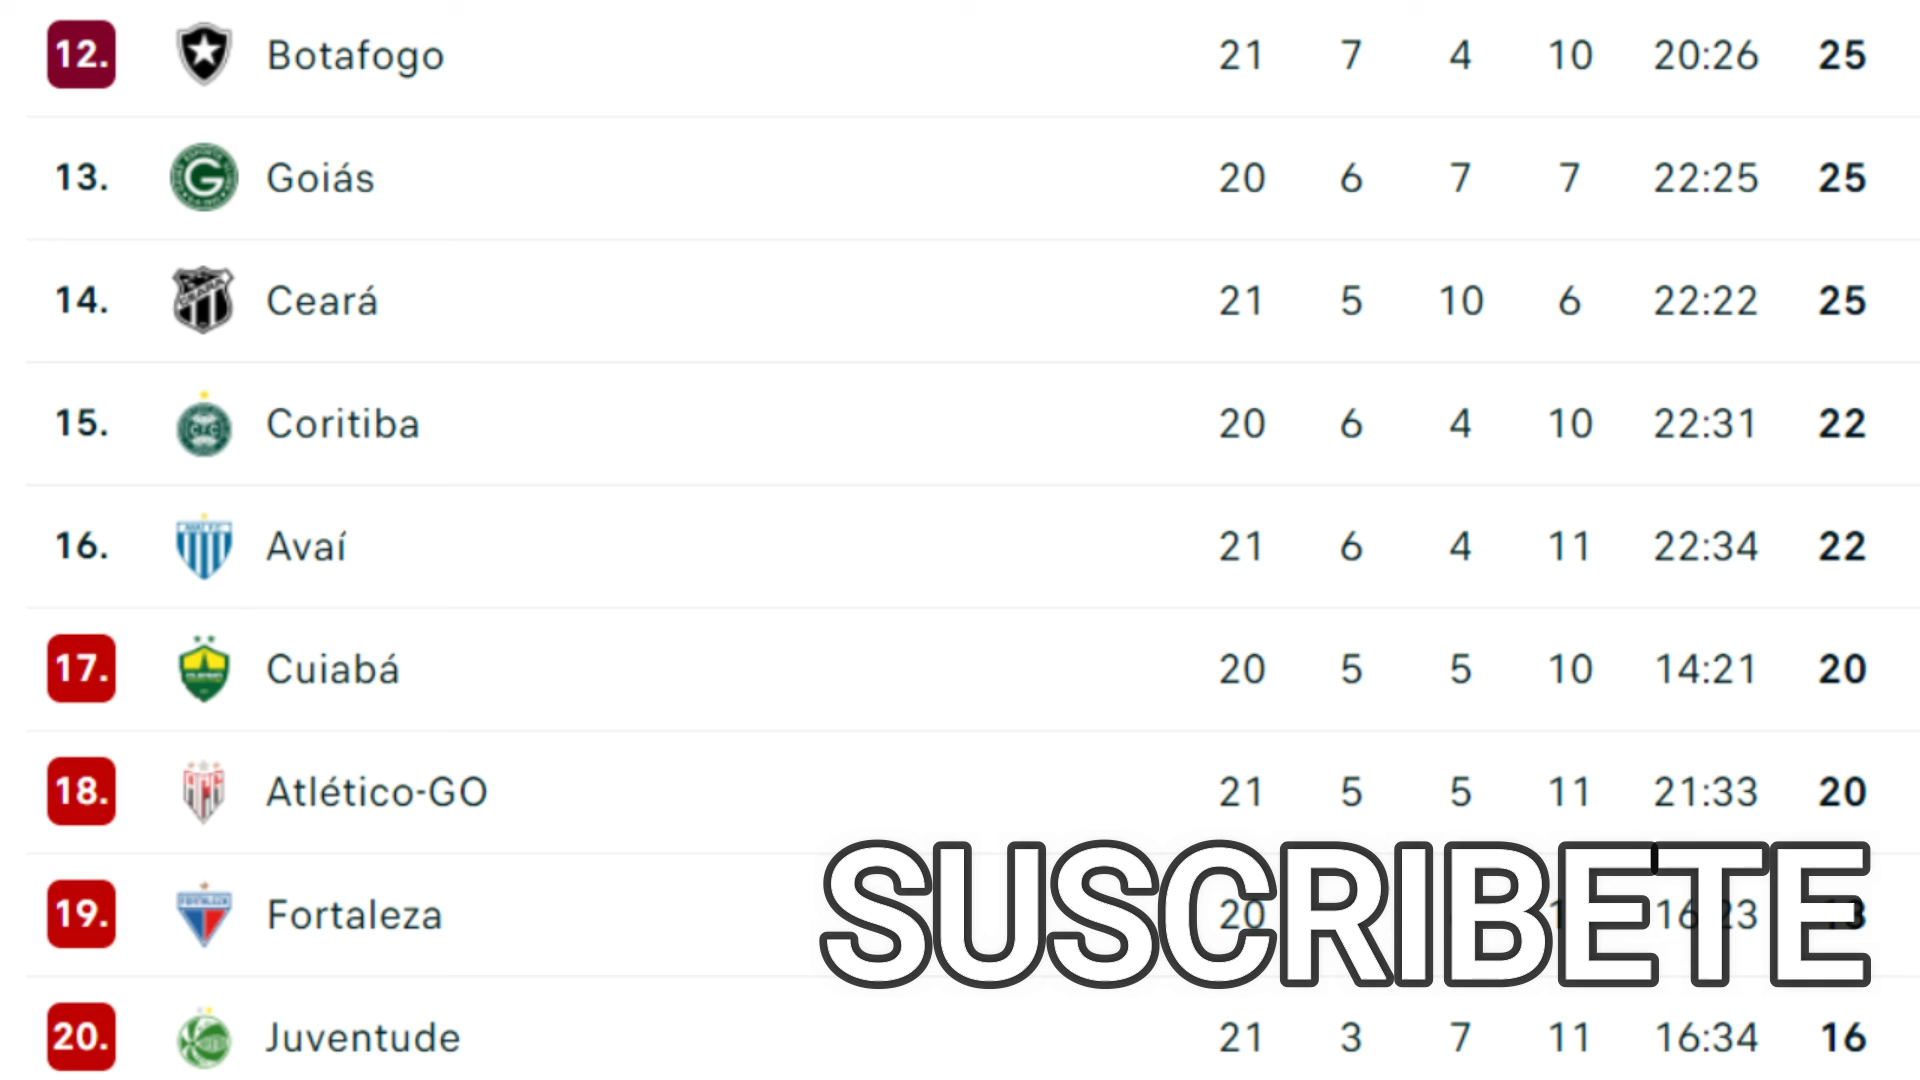 12. Botafogo 21 7 4 10 20:26 25
13. Goiás 20 6 7 7 22:25 25
14. Ceará 21 5 10 6 22:22 25
15. Coritiba 20 6 4 10 22:31 22
16. Avaí 21 6 4 11 22:34 22
17. Cuiabá 20 5 5 10 14:21 20
18. Atlético-GO 21 5 5 11 21:33 20
19. Fortaleza 20
SUSCRIBETE
20. Juventude 21 3 7 11 16:34 16